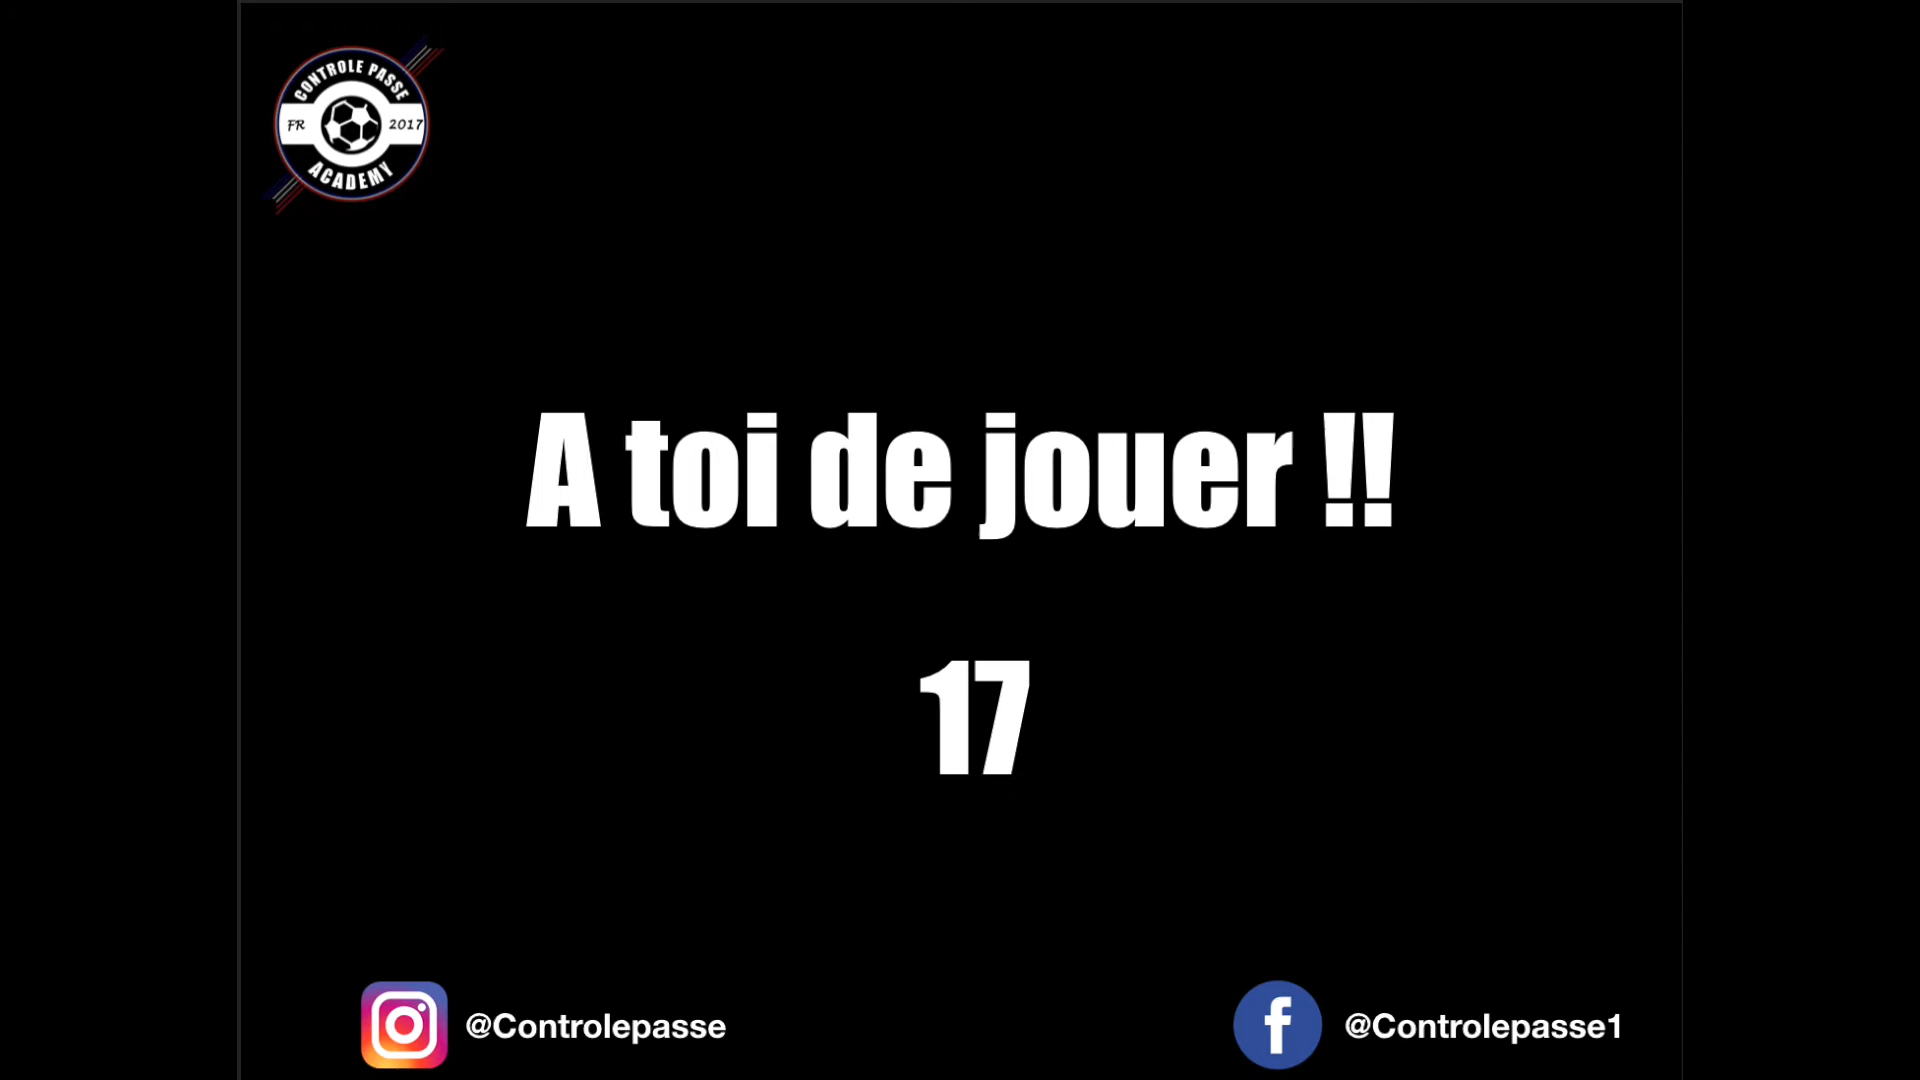 CONTROLE PASSE
FR 2017
ACADEMY
A toi de jouer !!
17
@Controlepasse
@Controlepasse1